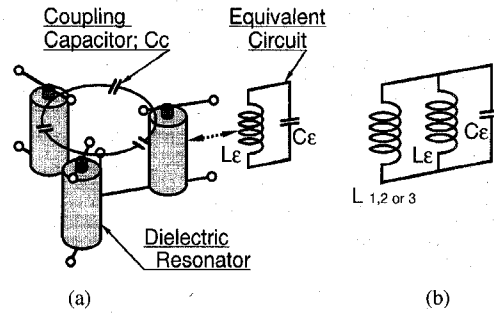 Coupling
Capacitor; Cc
Equivalent
Circuit
Lε
Cε
Dielectric
Resonator
(a)
Lε
Cε
L 1,2 or 3
(b)